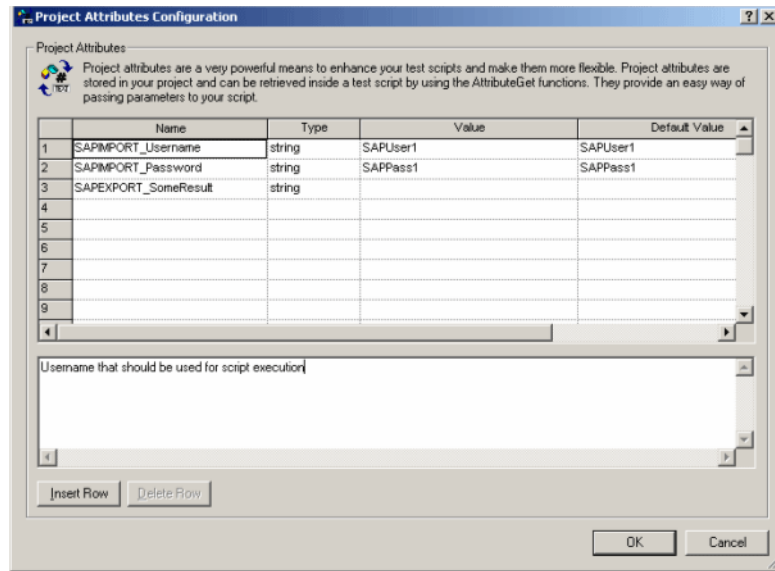 Project Attributes Configuration
Project Attributes
Project attributes are a very powerful means to enhance your test scripts and make them more flexible. Project attributes are
stored in your project and can be retrieved inside a test script by using the AttributeGet functions. They provide an easy way of
passing parameters to your script.
Name Type Value Default Value
1 SAPIMPORT_Username string SAPUser1 SAPUser1
2 SAPIMPORT_Password string SAPPass1 SAPPass1
3 SAPEXPORT_SomeResult string
4
5
6
7
8
9
Username that should be used for script execution
Insert Row Delete Row
OK Cancel